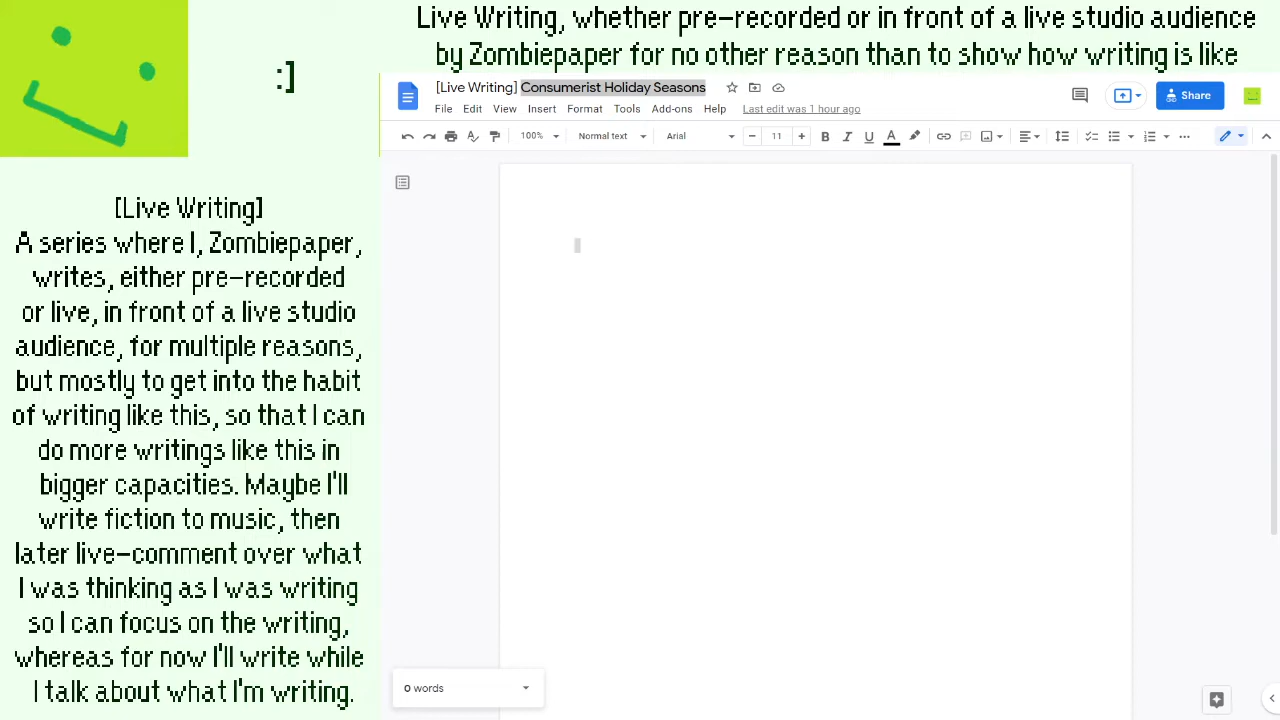 Live Writing, whether pre-recorded or in front of a live studio audience
by Zombiepaper for no other reason than to show how writing is like
:]
[Live Writing]
A series where I, Zombiepaper,
writes, either pre-recorded
or live, in front of a live studio
audience, for multiple reasons,
but mostly to get into the habit
of writing like this, so that I can
do more writings like this in
bigger capacities. Maybe I'll
write fiction to music, then
later live-comment over what
I was thinking as I was writing
so I can focus on the writing,
whereas for now I'll write while
I talk about what I'm writing.
[Live Writing] Consumerist Holiday Seasons
File Edit View Insert Format Tools Add-ons Help Last edit was 1 hour ago
Share
100% Normal text Arial 11 B I U A
0 words